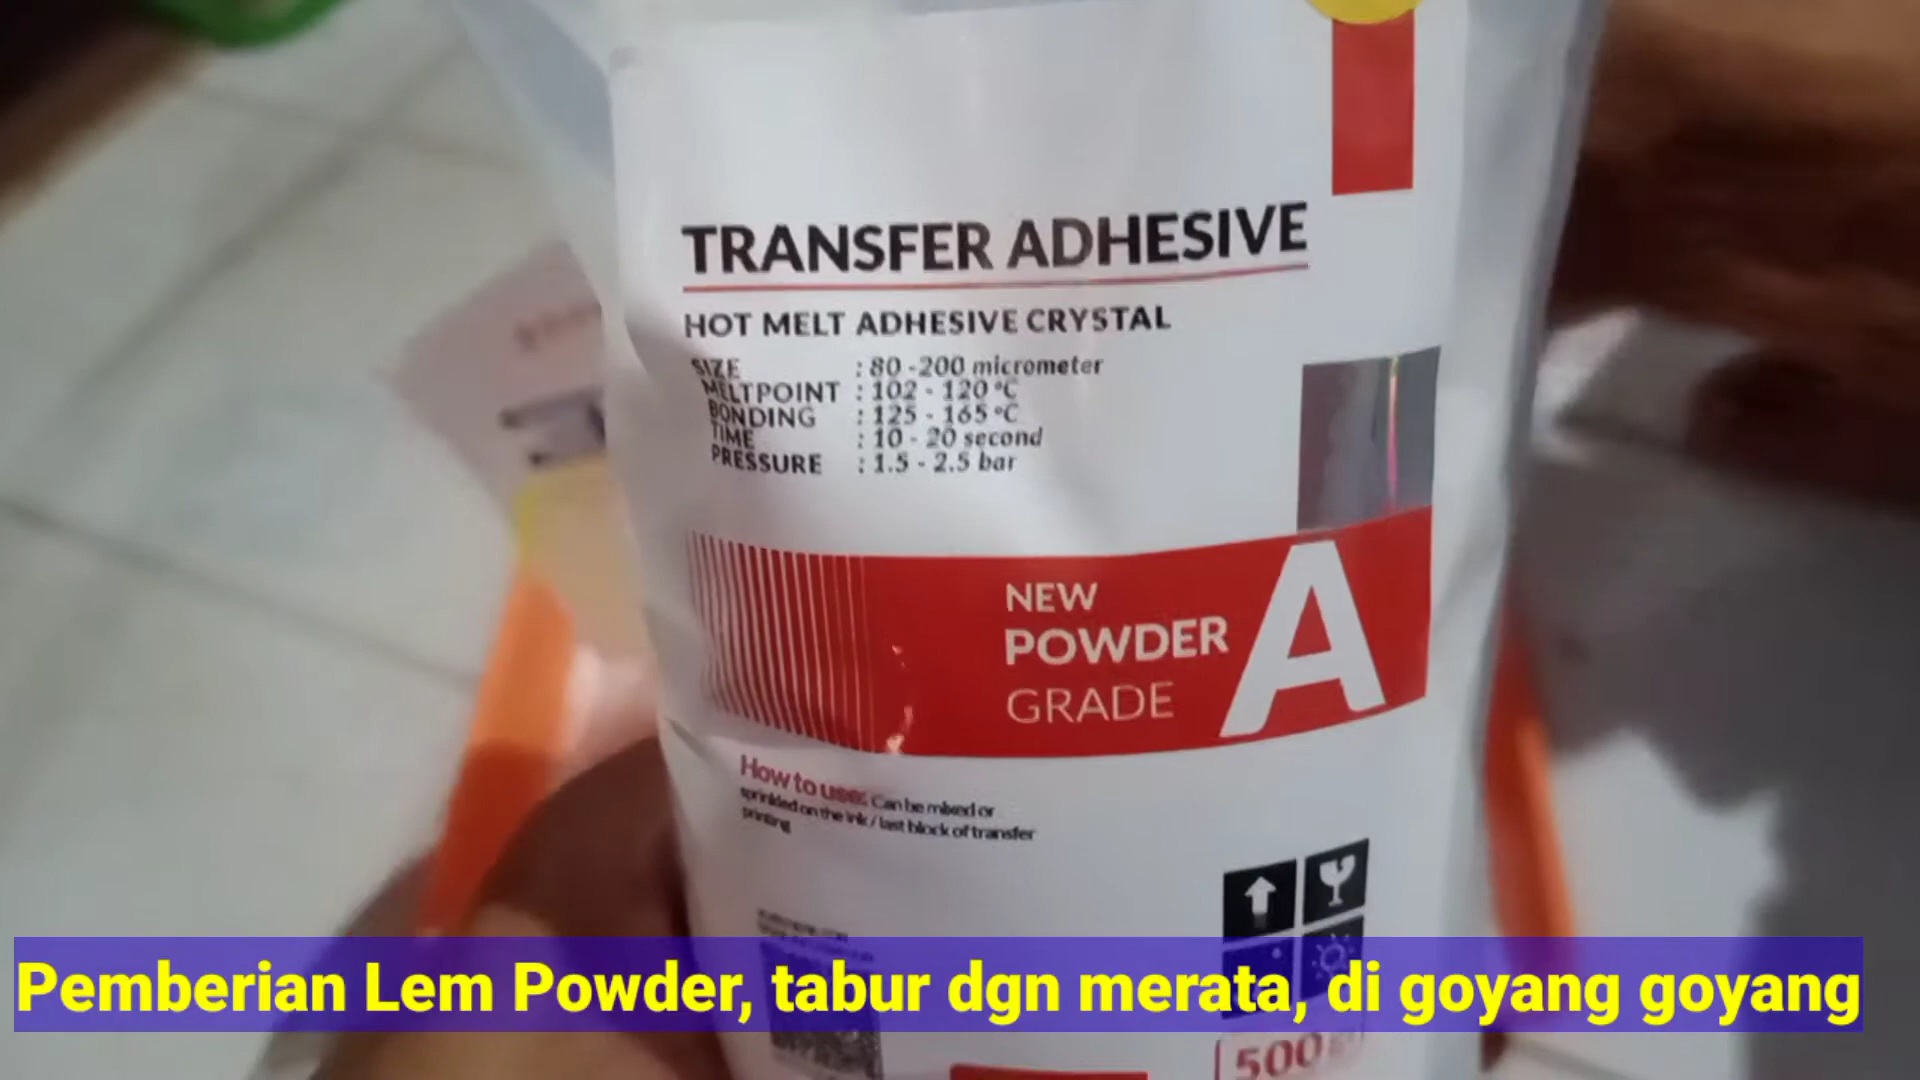 TRANSFER ADHESIVE
HOT MELT ADHESIVE CRYSTAL
SIZE : 80 - 200 micrometer
MELTPOINT : 102 - 120 °C
BONDING : 125 - 165 °C
TIME : 10 - 20 second
PRESSURE : 1.5 - 2.5 bar
NEW
POWDER
GRADE
A
How to use: Can be mixed or
sprinkled on the ink / last block of transfer
printing
500
Pemberian Lem Powder, tabur dgn merata, di goyang goyang